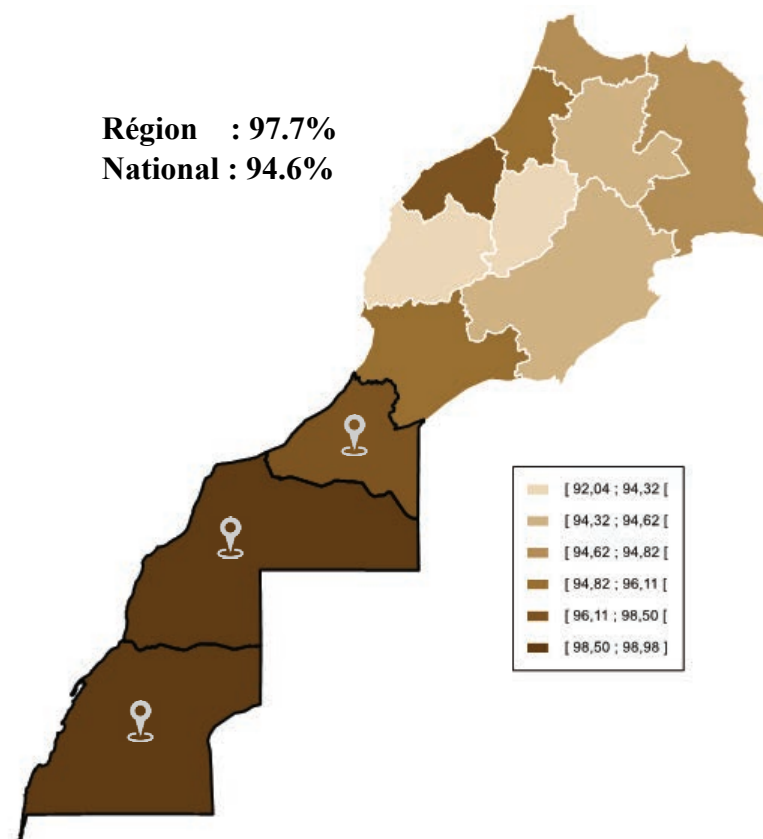 Région : 97.7%
National : 94.6%
[ 92,04 ; 94,32 [
[ 94,32 ; 94,62 [
[ 94,62 ; 94,82 [
[ 94,82 ; 96,11 [
[ 96,11 ; 98,50 [
[ 98,50 ; 98,98 ]